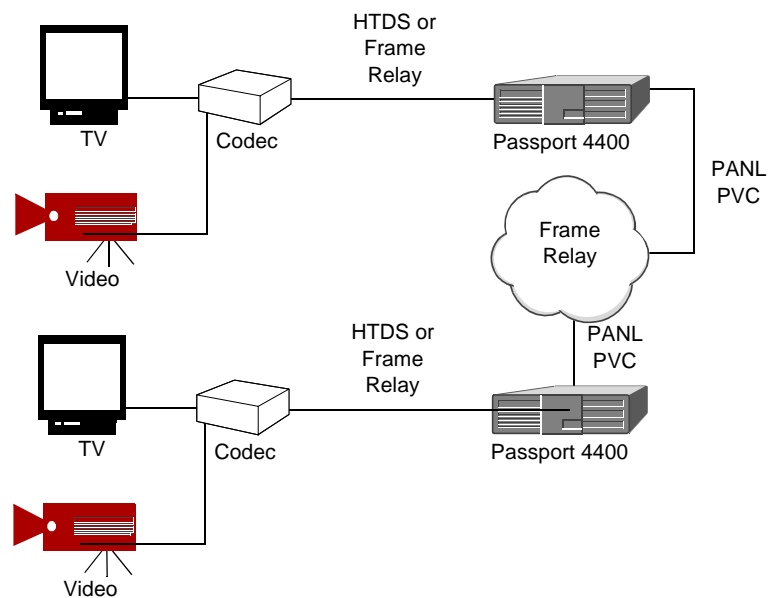 HTDS or
Frame
Relay
TV
Codec
Passport 4400
PANL
PVC
Video
Frame
Relay
HTDS or
Frame
Relay
PANL
PVC
TV
Codec
Passport 4400
Video